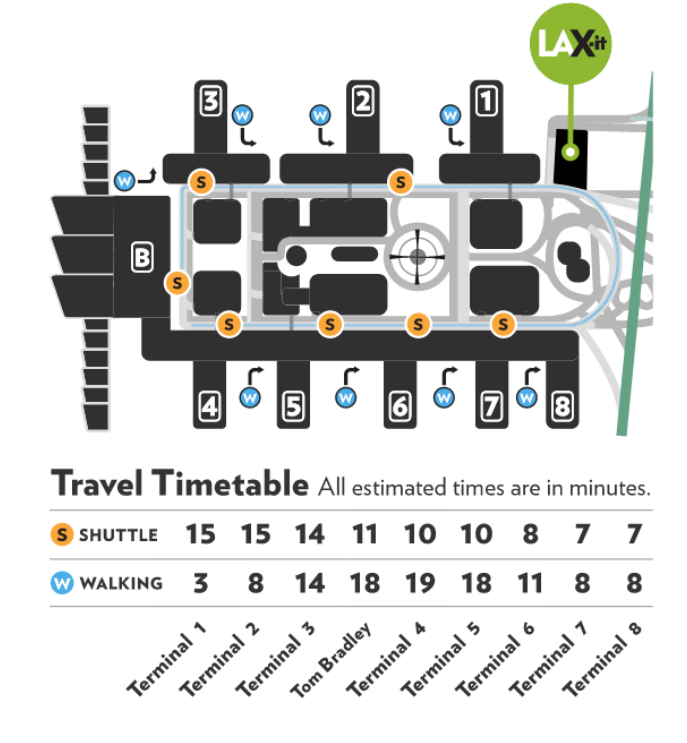 LAX-it
3 W W 2 W 1
W S S
B
S
S S S S
4 W 5 W 6 W 7 W 8
Travel Timetable All estimated times are in minutes.
S SHUTTLE 15 15 14 11 10 10 8 7 7
W WALKING 3 8 14 18 19 18 11 8 8
Terminal 1 Terminal 2 Terminal 3 Tom Bradley Terminal 4 Terminal 5 Terminal 6 Terminal 7 Terminal 8